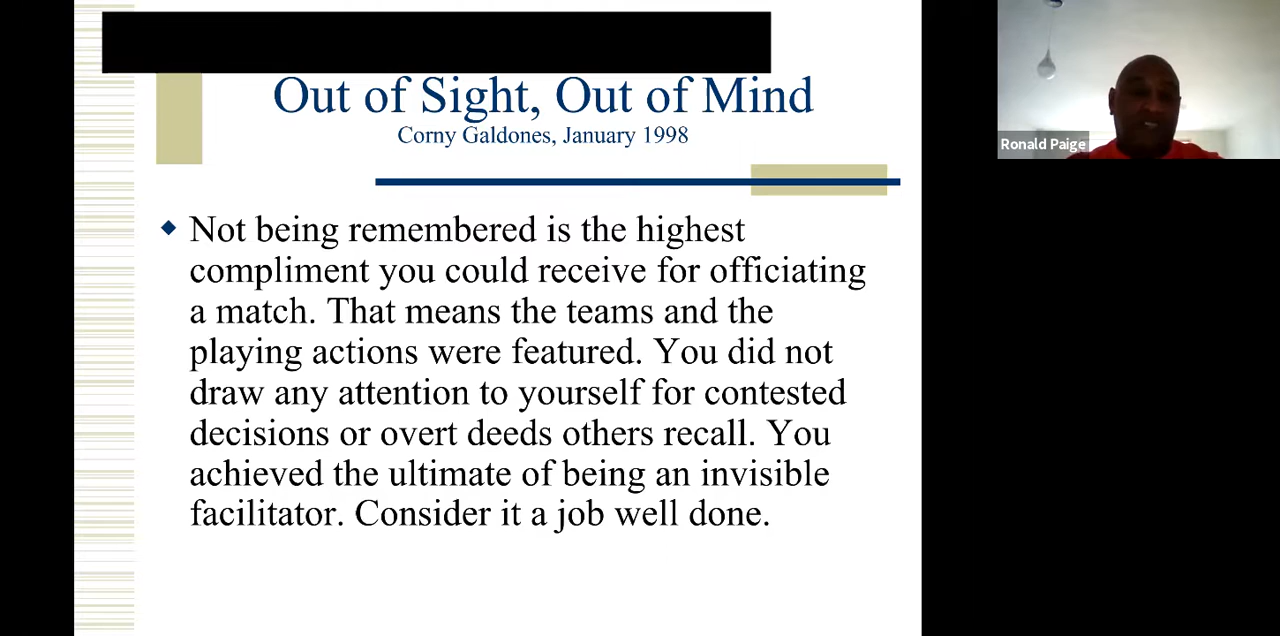 Out of Sight, Out of Mind
Corny Galdones, January 1998
Not being remembered is the highest
compliment you could receive for officiating
a match. That means the teams and the
playing actions were featured. You did not
draw any attention to yourself for contested
decisions or overt deeds others recall. You
achieved the ultimate of being an invisible
facilitator. Consider it a job well done.
Ronald Paige